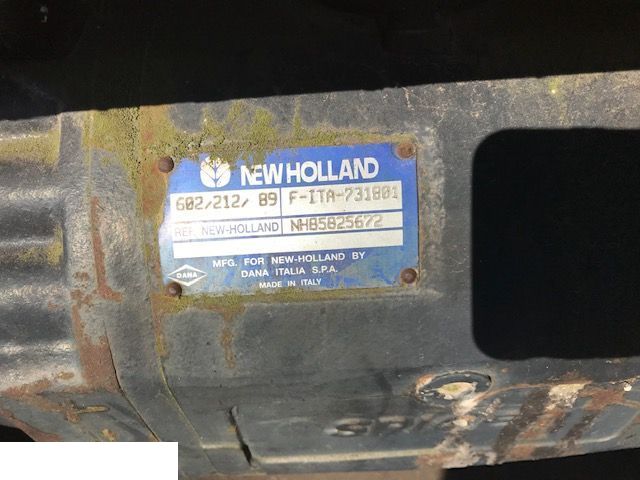 NEW HOLLAND
602/212/ 89 F-ITA-731801
REF. NEW-HOLLAND NH85825672
MFG. FOR NEW-HOLLAND BY
DANA ITALIA S.P.A.
MADE IN ITALY
DANA